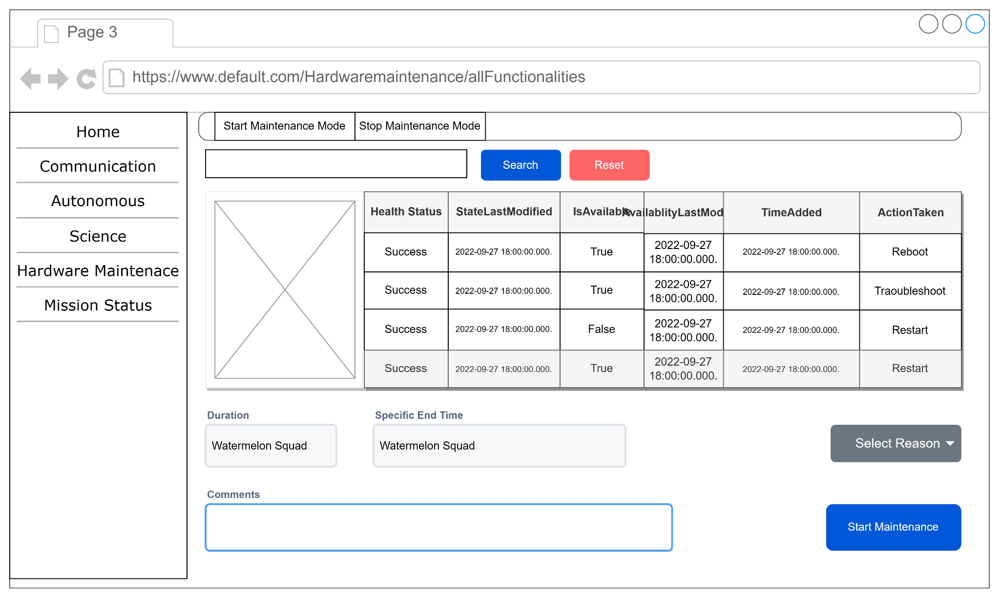 Page 3
https://www.default.com/Hardwaremaintenance/allFunctionalities
Home
Communication
Autonomous
Science
Hardware Maintenace
Mission Status
Start Maintenance Mode
Stop Maintenance Mode
Search
Reset
Health Status
StateLastModified
IsAvailable
AvailablityLastMod
TimeAdded
ActionTaken
Success
2022-09-27 18:00:00.000.
True
2022-09-27
18:00:00.000.
2022-09-27 18:00:00.000.
Reboot
Success
2022-09-27 18:00:00.000.
True
2022-09-27
18:00:00.000.
2022-09-27 18:00:00.000.
Traoubleshoot
Success
2022-09-27 18:00:00.000.
False
2022-09-27
18:00:00.000.
2022-09-27 18:00:00.000.
Restart
Success
2022-09-27 18:00:00.000.
True
2022-09-27
18:00:00.000.
2022-09-27 18:00:00.000.
Restart
Duration
Watermelon Squad
Specific End Time
Watermelon Squad
Select Reason
Comments
Start Maintenance